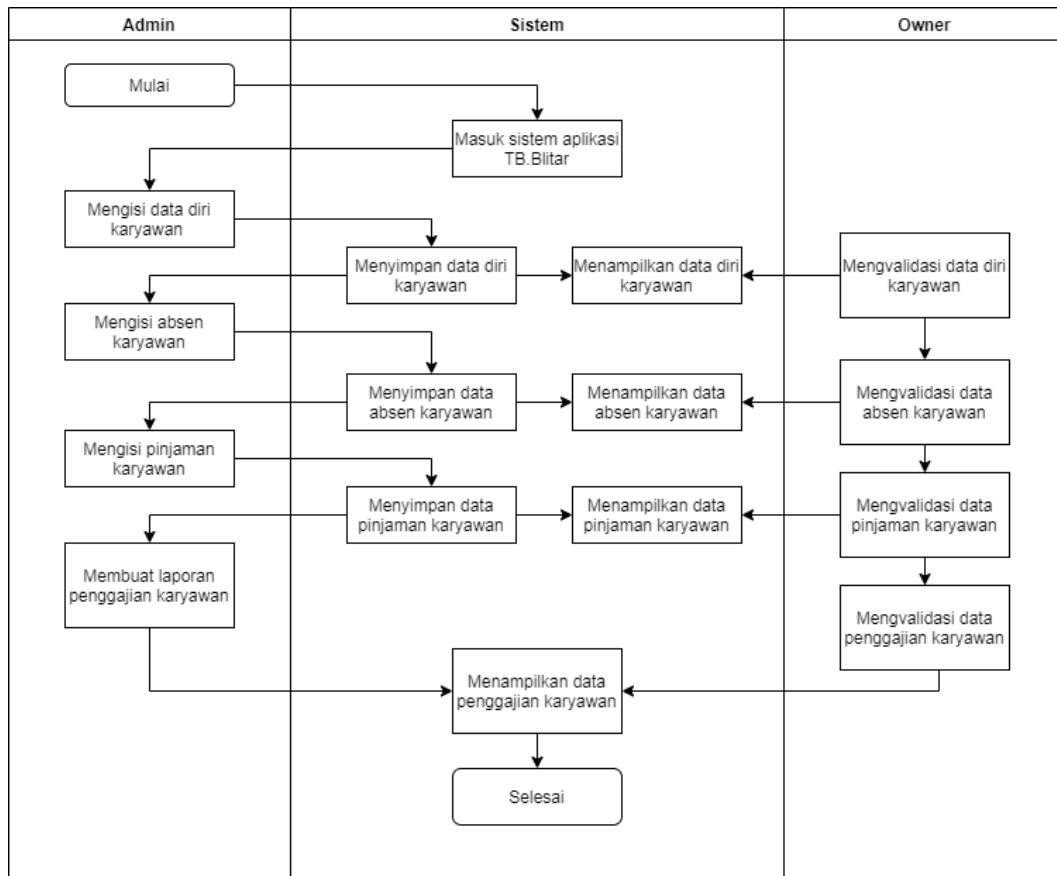 Admin
Sistem
Owner
Mulai
Masuk sistem aplikasi
TB.Blitar
Mengisi data diri
karyawan
Menyimpan data diri
karyawan
Menampilkan data diri
karyawan
Mengvalidasi data diri
karyawan
Mengisi absen
karyawan
Menyimpan data
absen karyawan
Menampilkan data
absen karyawan
Mengvalidasi data
absen karyawan
Mengisi pinjaman
karyawan
Menyimpan data
pinjaman karyawan
Menampilkan data
pinjaman karyawan
Mengvalidasi data
pinjaman karyawan
Membuat laporan
penggajian karyawan
Mengvalidasi data
penggajian karyawan
Menampilkan data
penggajian karyawan
Selesai